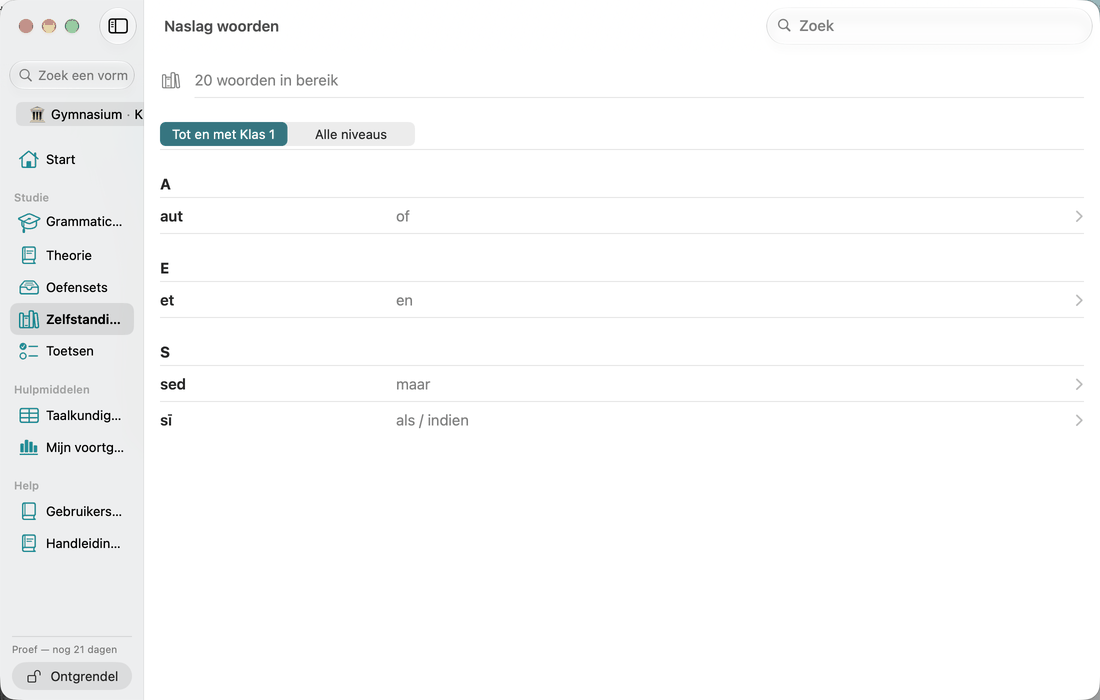 Naslag woorden
Zoek
Zoek een vorm
Gymnasium · K
Start
Studie
Grammatic...
Theorie
Oefensets
Zelfstandi...
Toetsen
Hulpmiddelen
Taalkundig...
Mijn voortg...
Help
Gebruikers...
Handleidin...
Proef — nog 21 dagen
Ontgrendel
20 woorden in bereik
Tot en met Klas 1 Alle niveaus
A
aut of
E
et en
S
sed maar
sī als / indien